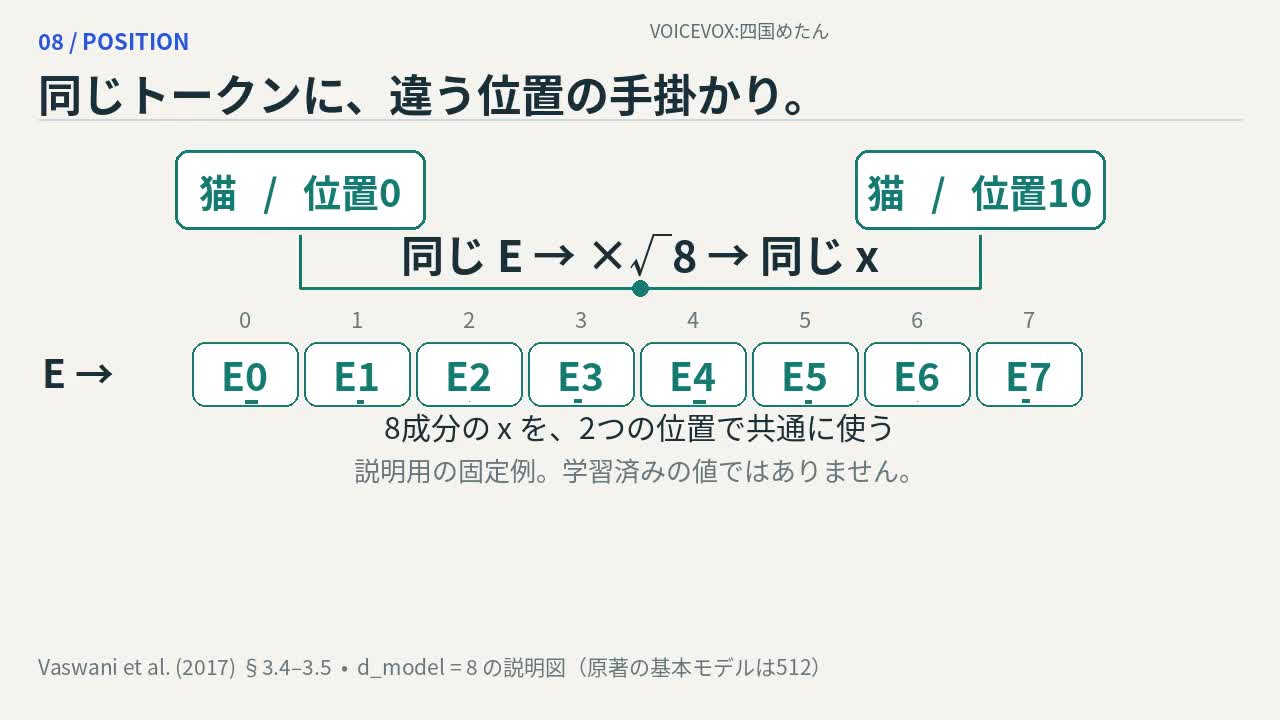 08 / POSITION
VOICEVOX:四国めたん
同じトークンに、違う位置の手掛かり。
猫 / 位置0
猫 / 位置10
同じ E → ×√8 → 同じ x
0 1 2 3 4 5 6 7
E → E0 E1 E2 E3 E4 E5 E6 E7
8成分の x を、2つの位置で共通に使う
説明用の固定例。学習済みの値ではありません。
Vaswani et al. (2017) §3.4–3.5 • d_model = 8 の説明図（原著の基本モデルは512）